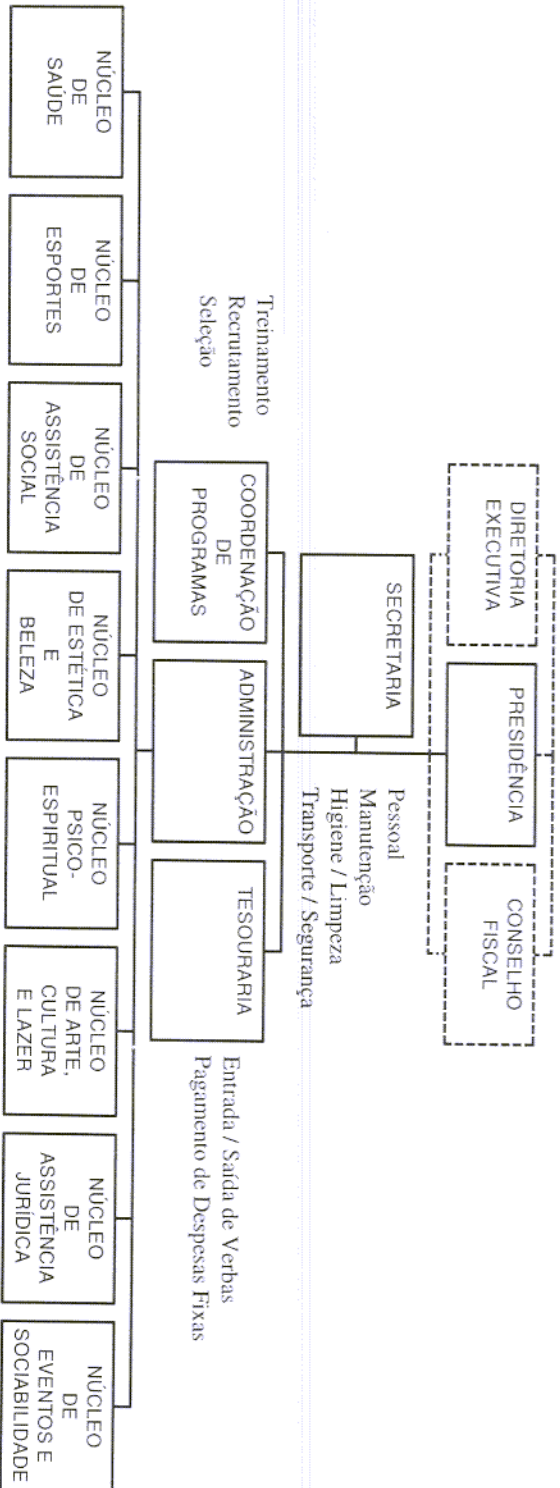 DIRETORIA
EXECUTIVA
PRESIDÊNCIA
CONSELHO
FISCAL
SECRETARIA
Pessoal
Manutenção
Higiene / Limpeza
Transporte / Segurança
Treinamento
Recrutamento
Seleção
COORDENAÇÃO
DE
PROGRAMAS
ADMINISTRAÇÃO
TESOURARIA
Entrada / Saída de Verbas
Pagamento de Despesas Fixas
NÚCLEO
DE
SAÚDE
NÚCLEO
DE
ESPORTES
NÚCLEO
DE
ASSISTÊNCIA
SOCIAL
NÚCLEO
DE ESTÉTICA
E
BELEZA
NÚCLEO
PSICO-
ESPIRITUAL
NÚCLEO
DE ARTE,
CULTURA
E LAZER
NÚCLEO
DE
ASSISTÊNCIA
JURÍDICA
NÚCLEO
DE
EVENTOS E
SOCIABILIDADE